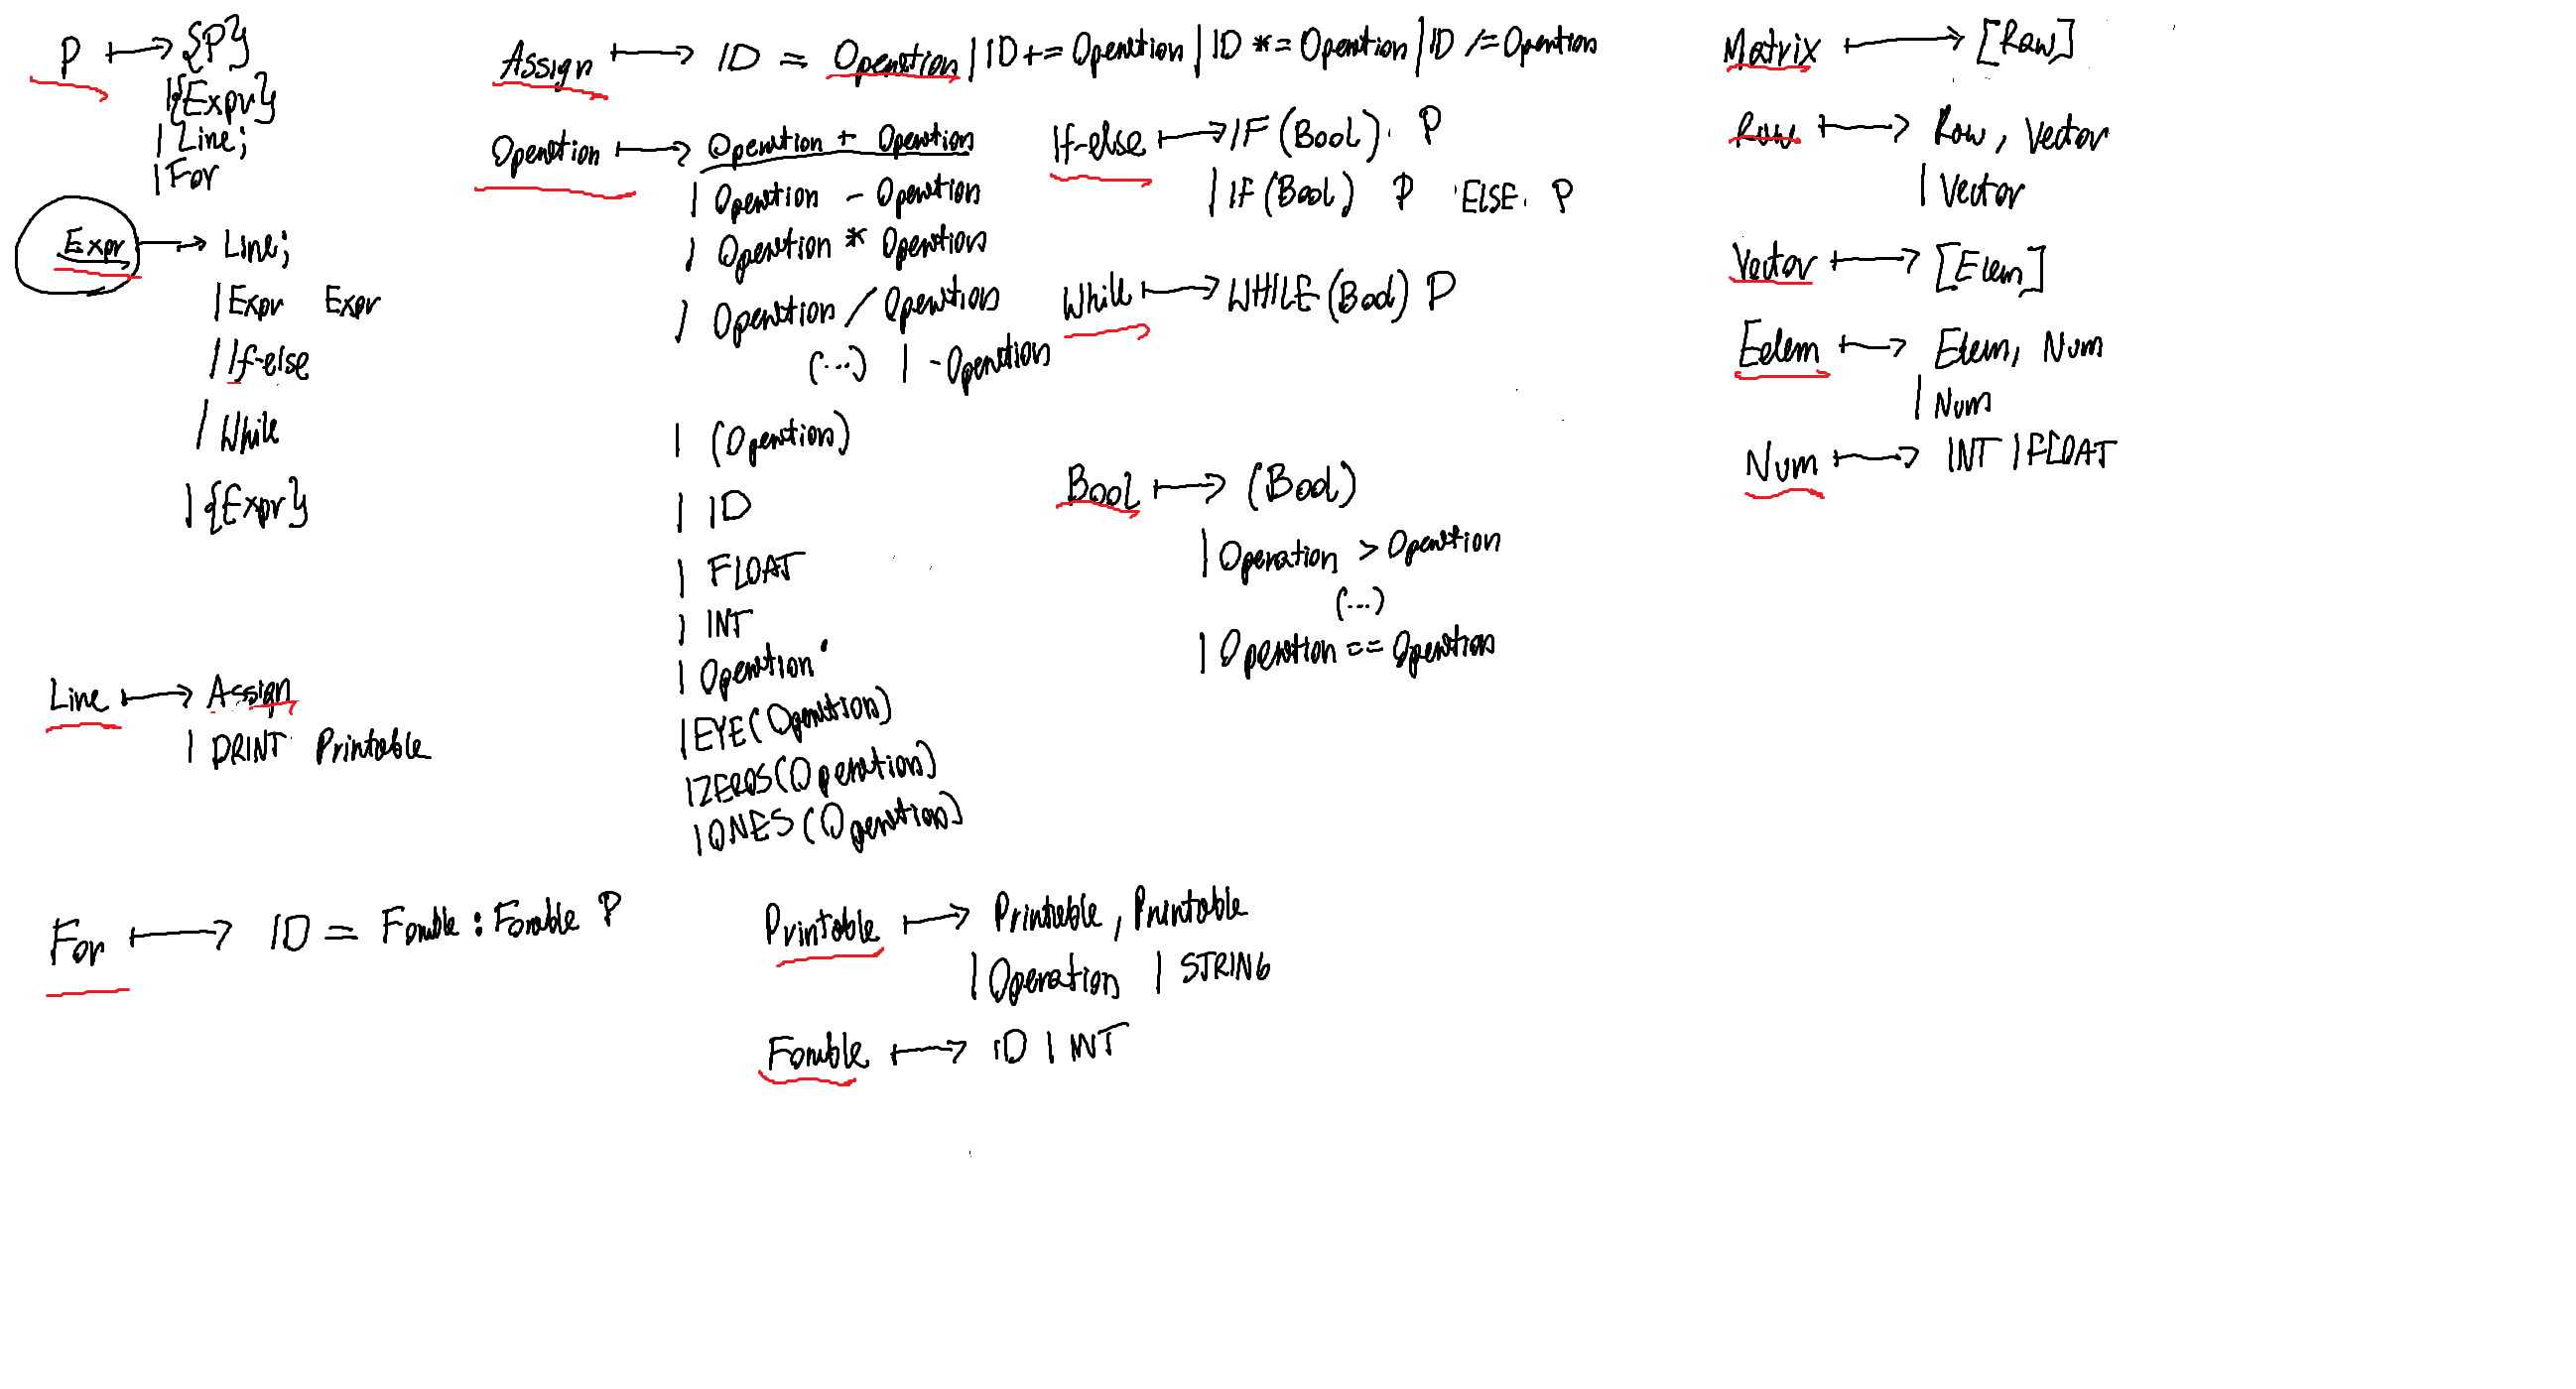 P ↦ {P}
|{Expr}
| Line;
| For
Expr ↦ Line;
| Expr Expr
| If-else
| While
| {Expr}
Line ↦ Assign
| PRINT Printable
For ↦ ID = Forable : Forable P
Assign ↦ ID = Operation | ID += Operation | ID *= Operation | ID /= Operation
Operation ↦ Operation + Operation
| Operation - Operation
| Operation * Operation
| Operation / Operation
(...) | -Operation
| (Operation)
| ID
| FLOAT
| INT
| Operation'
| EYE(Operation)
| ZEROS(Operation)
| ONES(Operation)
If-else ↦ IF (Bool) P
| IF (Bool) P ELSE P
While ↦ WHILE (Bool) P
Bool ↦ (Bool)
| Operation > Operation
(...)
| Operation == Operation
Printable ↦ Printable, Printable
| Operation | STRING
Forable ↦ ID | INT
Matrix ↦ [Row]
Row ↦ Row, Vector
| Vector
Vector ↦ [Elem]
Eelem ↦ Elem, Num
| Num
Num ↦ INT | FLOAT